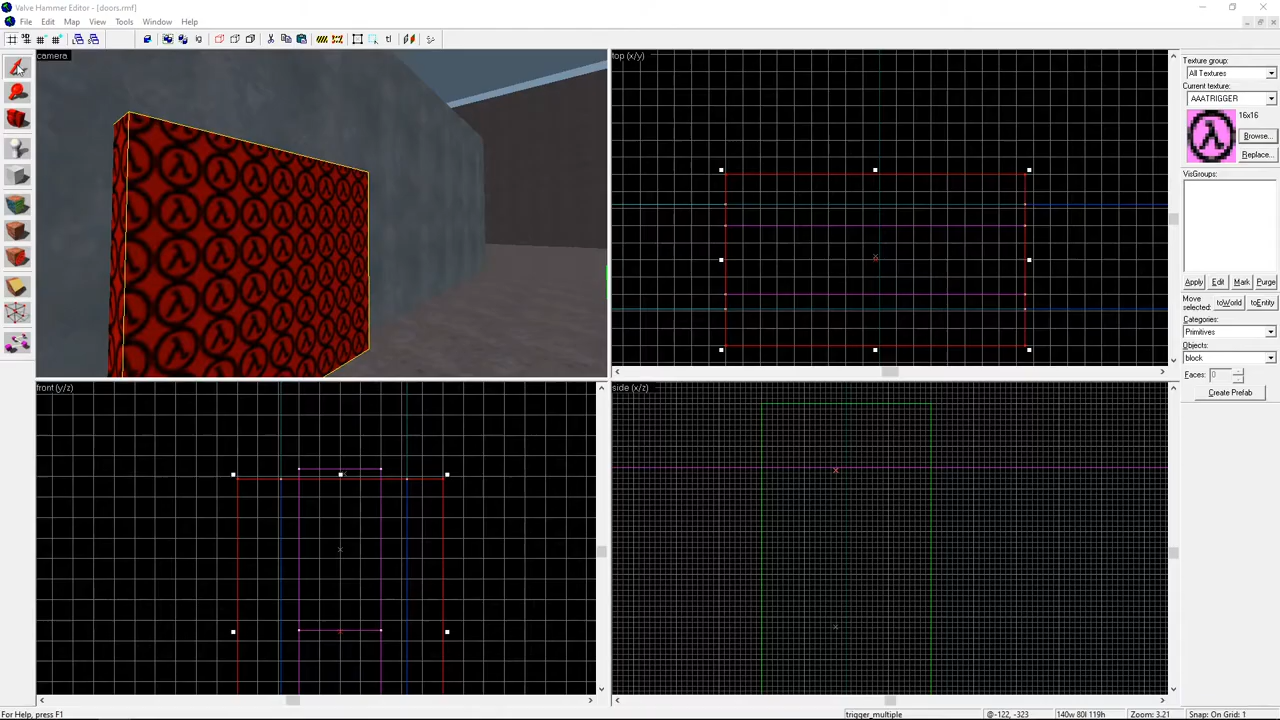 Valve Hammer Editor - [doors.rmf]
File Edit Map View Tools Window Help
camera
top (x/y)
front (y/z)
side (x/z)
Texture group:
All Textures
Current texture:
AAATRIGGER
16x16
Browse...
Replace...
VisGroups:
Apply Edit Mark Purge
Move selected: toWorld toEntity
Categories:
Primitives
Objects:
block
Faces: 0
Create Prefab
For Help, press F1 trigger_multiple @-122, -323 140w 80l 119h Zoom: 3.21 Snap: On Grid: 1